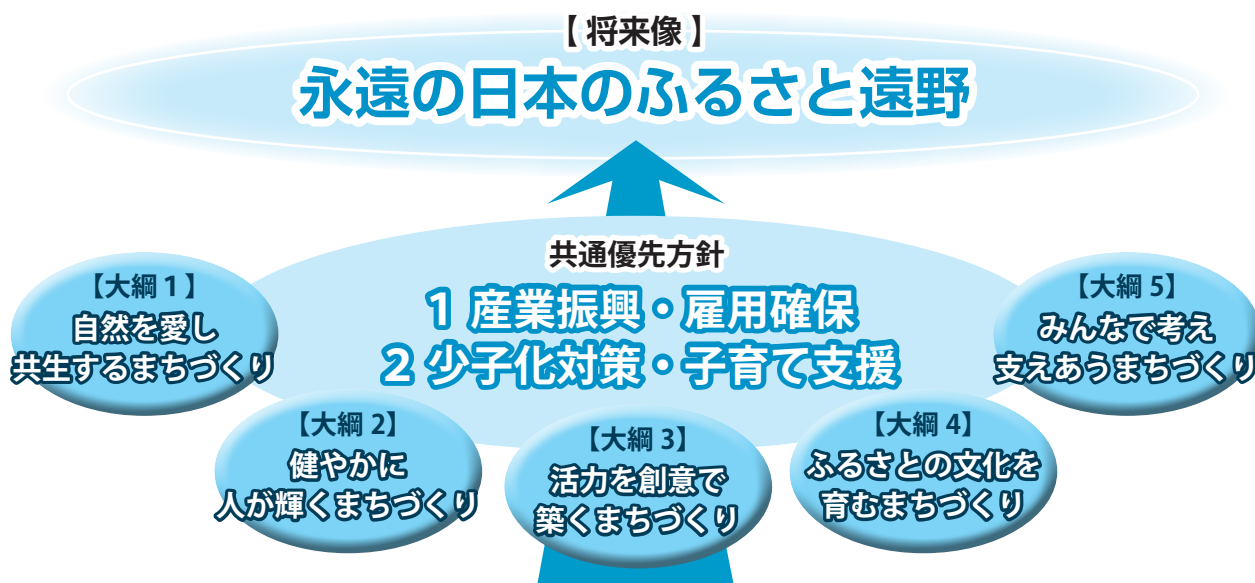 【 将来像 】
永遠の日本のふるさと遠野
共通優先方針
1 産業振興・雇用確保
2 少子化対策・子育て支援
【大綱 1 】
自然を愛し
共生するまちづくり
【大綱 2】
健やかに
人が輝くまちづくり
【大綱 3】
活力を創意で
築くまちづくり
【大綱 4】
ふるさとの文化を
育むまちづくり
【大綱 5】
みんなで考え
支えあうまちづくり